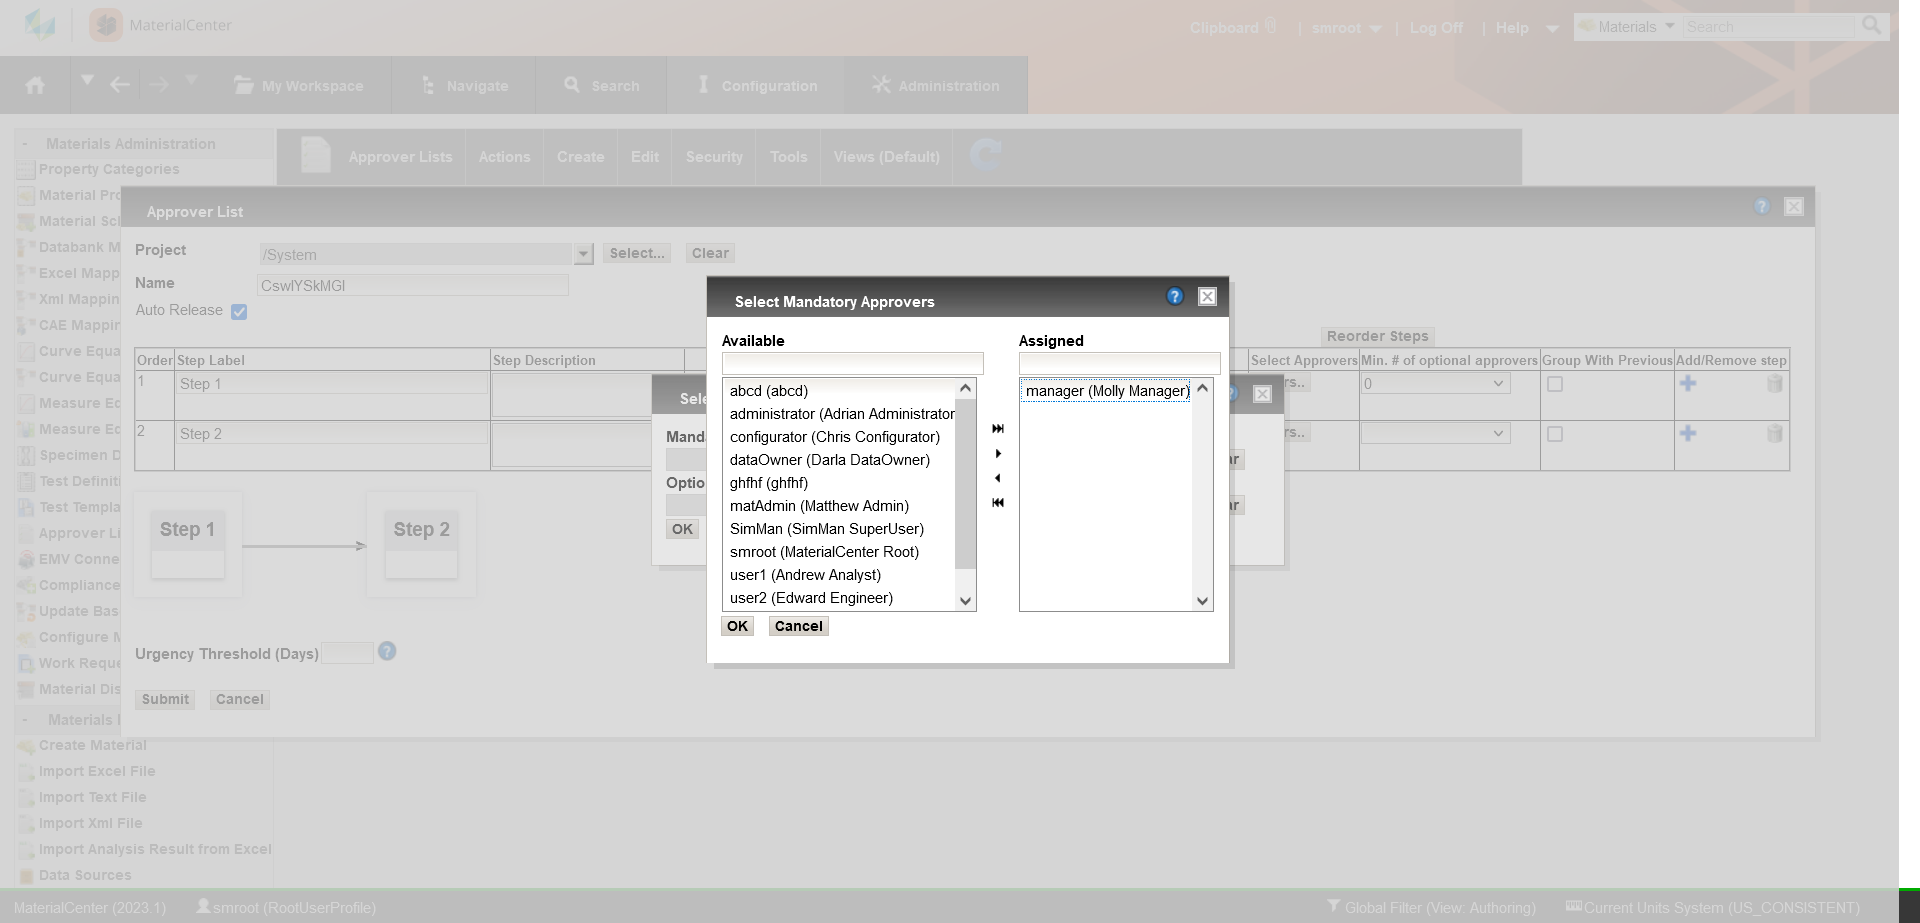 MaterialCenter
Clipboard | smroot | Log Off | Help
Materials Search
My Workspace Navigate Search Configuration Administration
- Materials Administration
Approver Lists Actions Create Edit Security Tools Views (Default)
Property Categories
Material Pro
Material Sch
Databank M
Excel Mapp
Xml Mappin
CAE Mappin
Curve Equa
Curve Equa
Measure Ed
Measure Ed
Specimen D
Test Definiti
Test Templa
Approver Li
EMV Conne
Compliance
Update Bas
Configure M
Work Reque
Material Dis
- Materials I
Create Material
Import Excel File
Import Text File
Import Xml File
Import Analysis Result from Excel
Data Sources
Approver List
?
Project /System Select... Clear
Name CswlYSkMGl
Auto Release
Reorder Steps
Order Step Label Step Description Select Approvers Min. # of optional approvers Group With Previous Add/Remove step
1 Step 1 rs.. 0
2 Step 2 rs..
Step 1 Step 2
Urgency Threshold (Days) ?
Submit Cancel
Sele
Manda
ar
Optio
ar
OK
Select Mandatory Approvers
?
Available Assigned
abcd (abcd)
administrator (Adrian Administrator
configurator (Chris Configurator)
dataOwner (Darla DataOwner)
ghfhf (ghfhf)
matAdmin (Matthew Admin)
SimMan (SimMan SuperUser)
smroot (MaterialCenter Root)
user1 (Andrew Analyst)
user2 (Edward Engineer)
manager (Molly Manager)
OK Cancel
MaterialCenter (2023.1) smroot (RootUserProfile) Global Filter (View: Authoring) Current Units System (US_CONSISTENT)